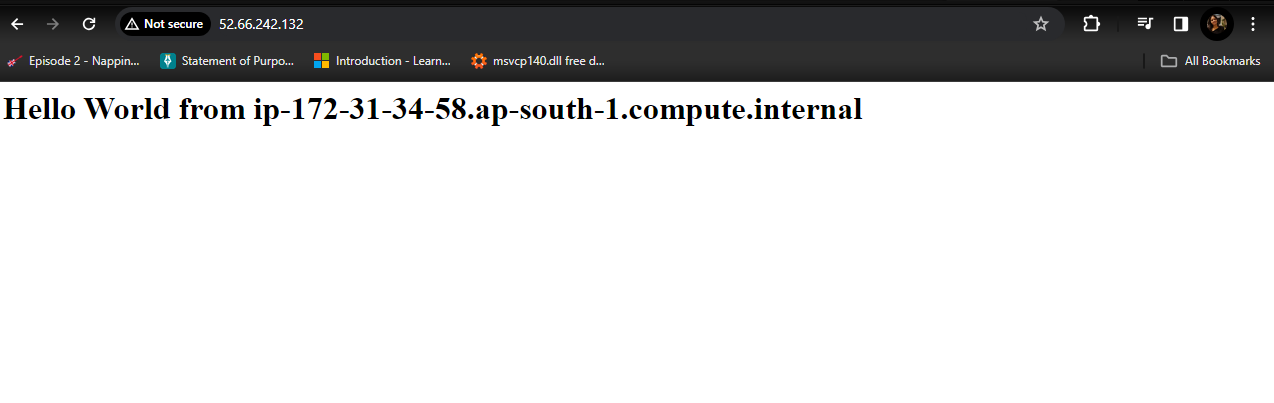 Not secure 52.66.242.132
Episode 2 - Nappin... Statement of Purpo... Introduction - Learn... msvcp140.dll free d... All Bookmarks
Hello World from ip-172-31-34-58.ap-south-1.compute.internal